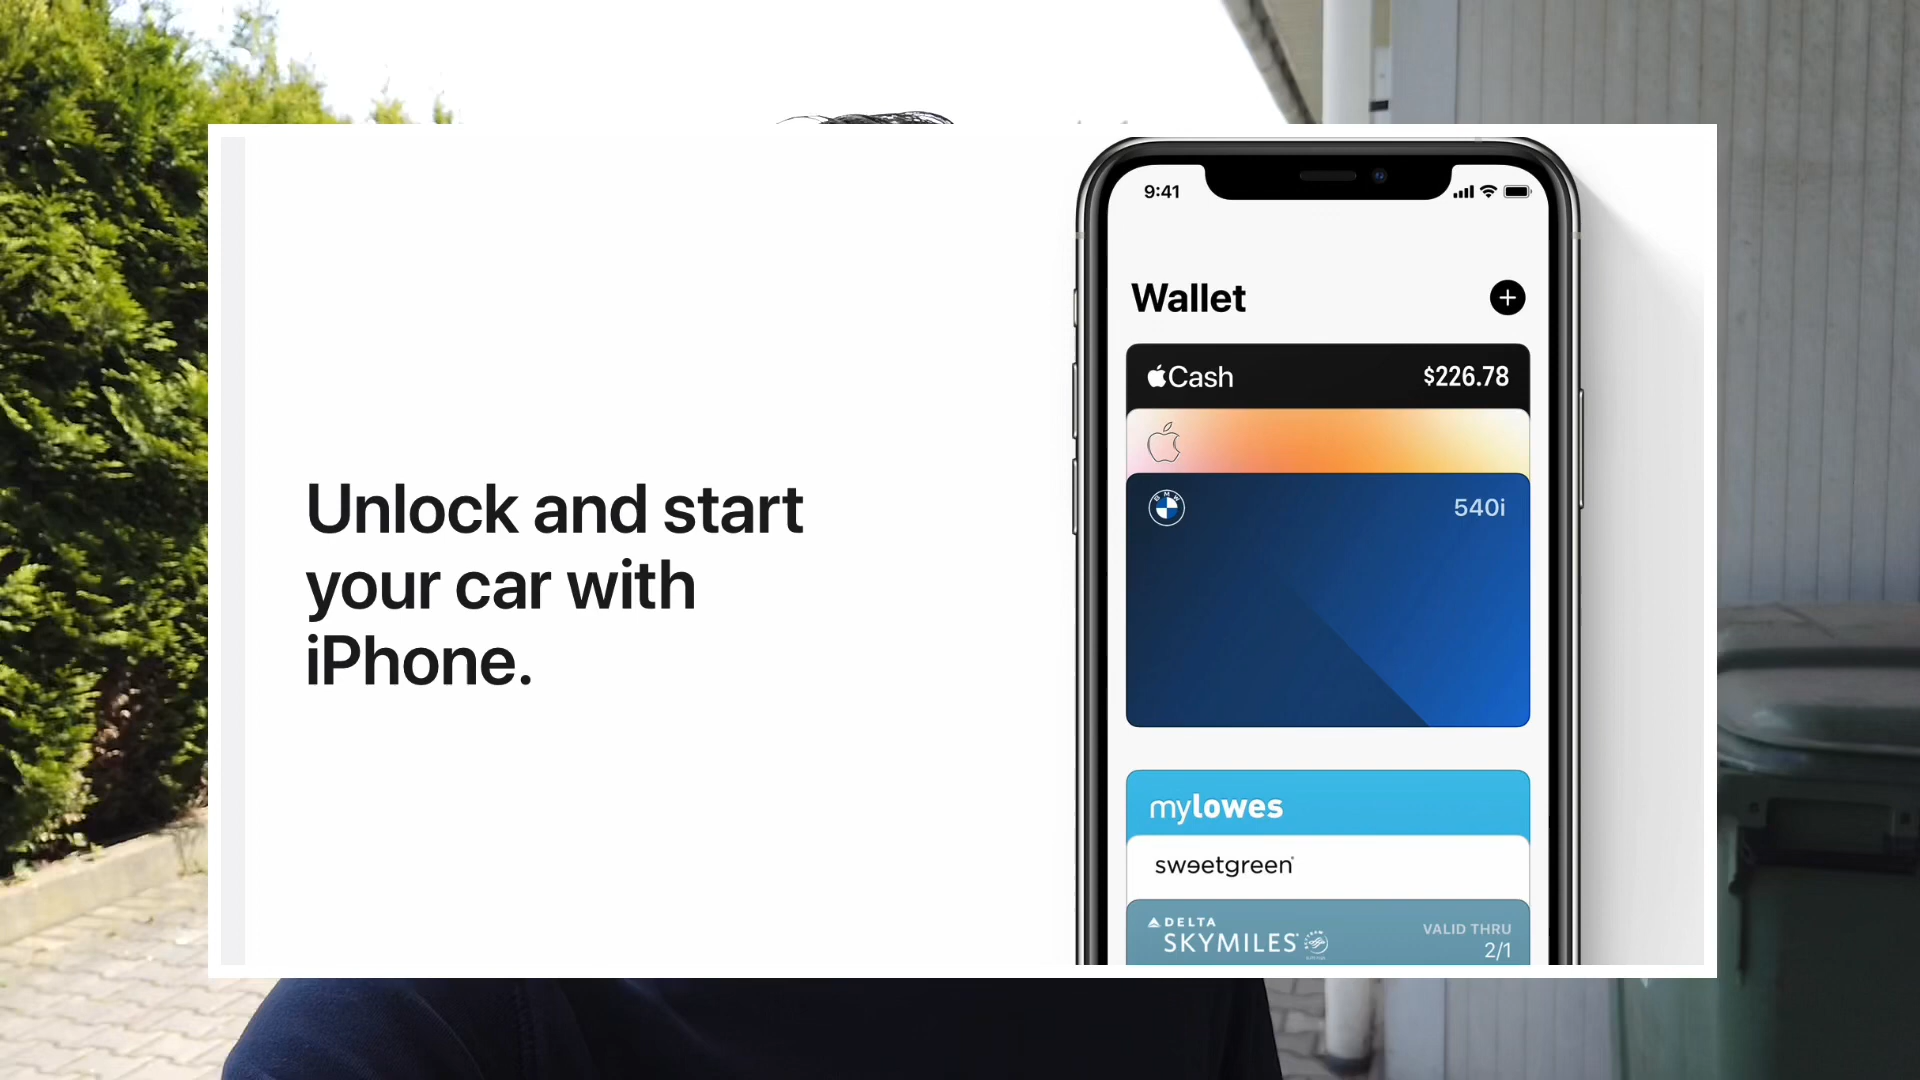 Unlock and start
your car with
iPhone.
9:41
Wallet
Cash $226.78
BMW 540i
mylowes
sweetgreen
DELTA
SKYMILES
VALID THRU
2/1